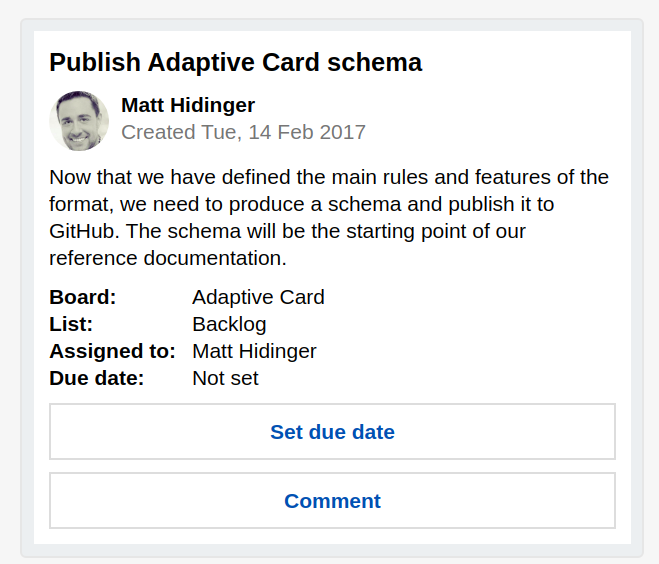 Publish Adaptive Card schema
Matt Hidinger
Created Tue, 14 Feb 2017
Now that we have defined the main rules and features of the
format, we need to produce a schema and publish it to
GitHub. The schema will be the starting point of our
reference documentation.
Board: Adaptive Card
List: Backlog
Assigned to: Matt Hidinger
Due date: Not set
Set due date
Comment